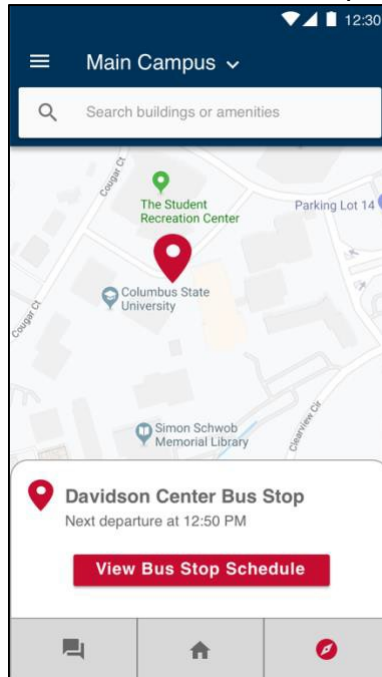 12:30
Main Campus
Search buildings or amenities
Cougar Ct
The Student
Recreation Center
Parking Lot 14
Columbus State
University
Cougar Ct
Simon Schwob
Memorial Library
Clearview Cir
Davidson Center Bus Stop
Next departure at 12:50 PM
View Bus Stop Schedule